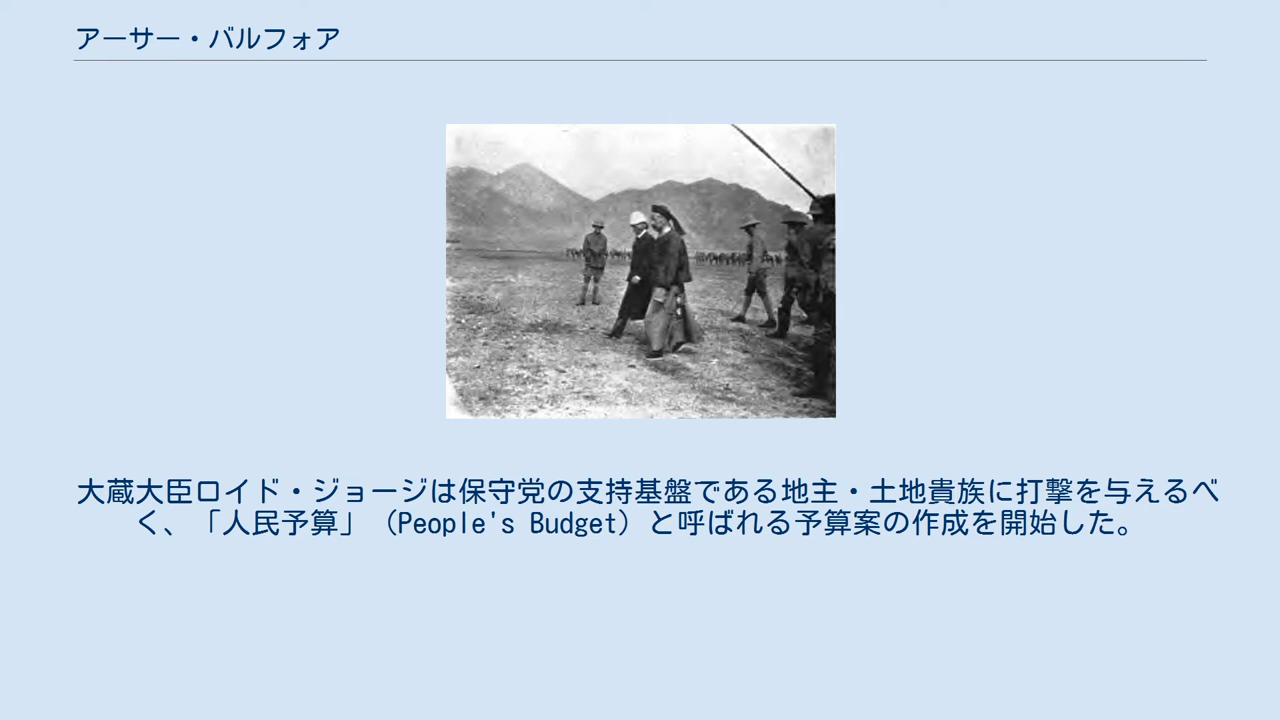 アーサー・バルフォア
大蔵大臣ロイド・ジョージは保守党の支持基盤である地主・土地貴族に打撃を与えるべ
く、「人民予算」（People's Budget）と呼ばれる予算案の作成を開始した。